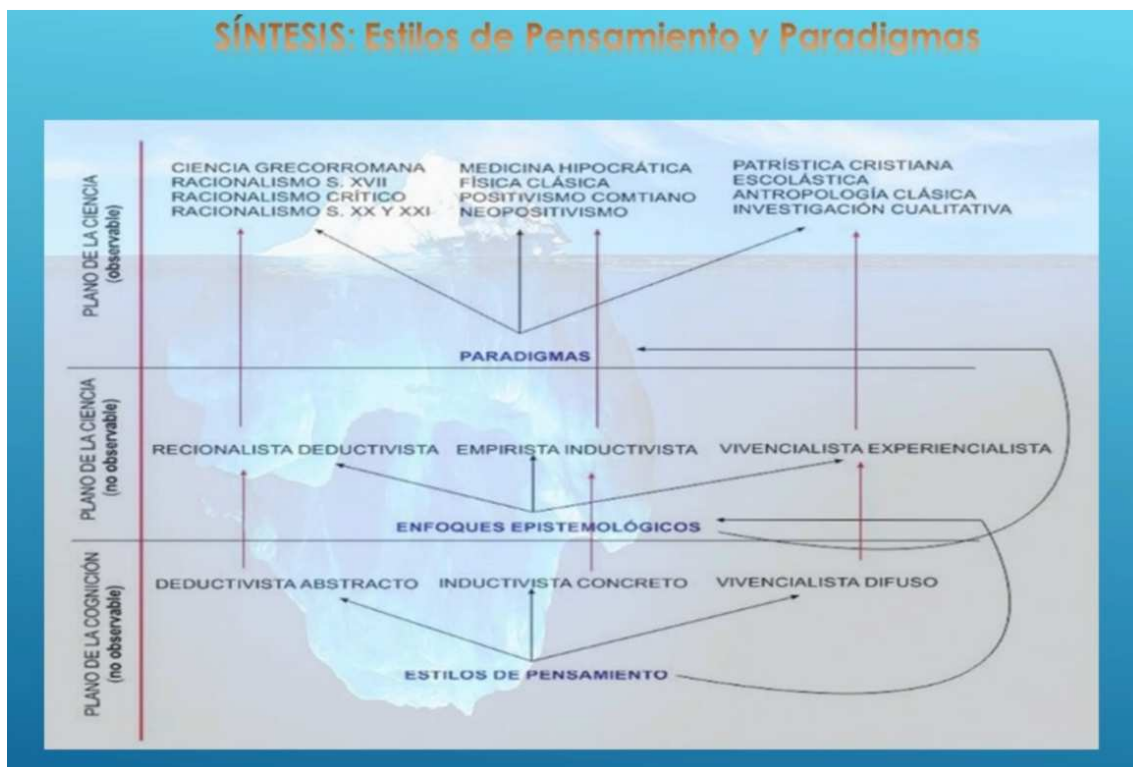 SÍNTESIS: Estilos de Pensamiento y Paradigmas
PLANO DE LA CIENCIA
(observable)
CIENCIA GRECORROMANA
RACIONALISMO S. XVII
RACIONALISMO CRÍTICO
RACIONALISMO S. XX Y XXI
MEDICINA HIPOCRÁTICA
FÍSICA CLÁSICA
POSITIVISMO COMTIANO
NEOPOSITIVISMO
PATRÍSTICA CRISTIANA
ESCOLÁSTICA
ANTROPOLOGÍA CLÁSICA
INVESTIGACIÓN CUALITATIVA
PARADIGMAS
PLANO DE LA CIENCIA
(no observable)
RECIONALISTA DEDUCTIVISTA
EMPIRISTA INDUCTIVISTA
VIVENCIALISTA EXPERIENCIALISTA
ENFOQUES EPISTEMOLÓGICOS
PLANO DE LA COGNICIÓN
(no observable)
DEDUCTIVISTA ABSTRACTO
INDUCTIVISTA CONCRETO
VIVENCIALISTA DIFUSO
ESTILOS DE PENSAMIENTO